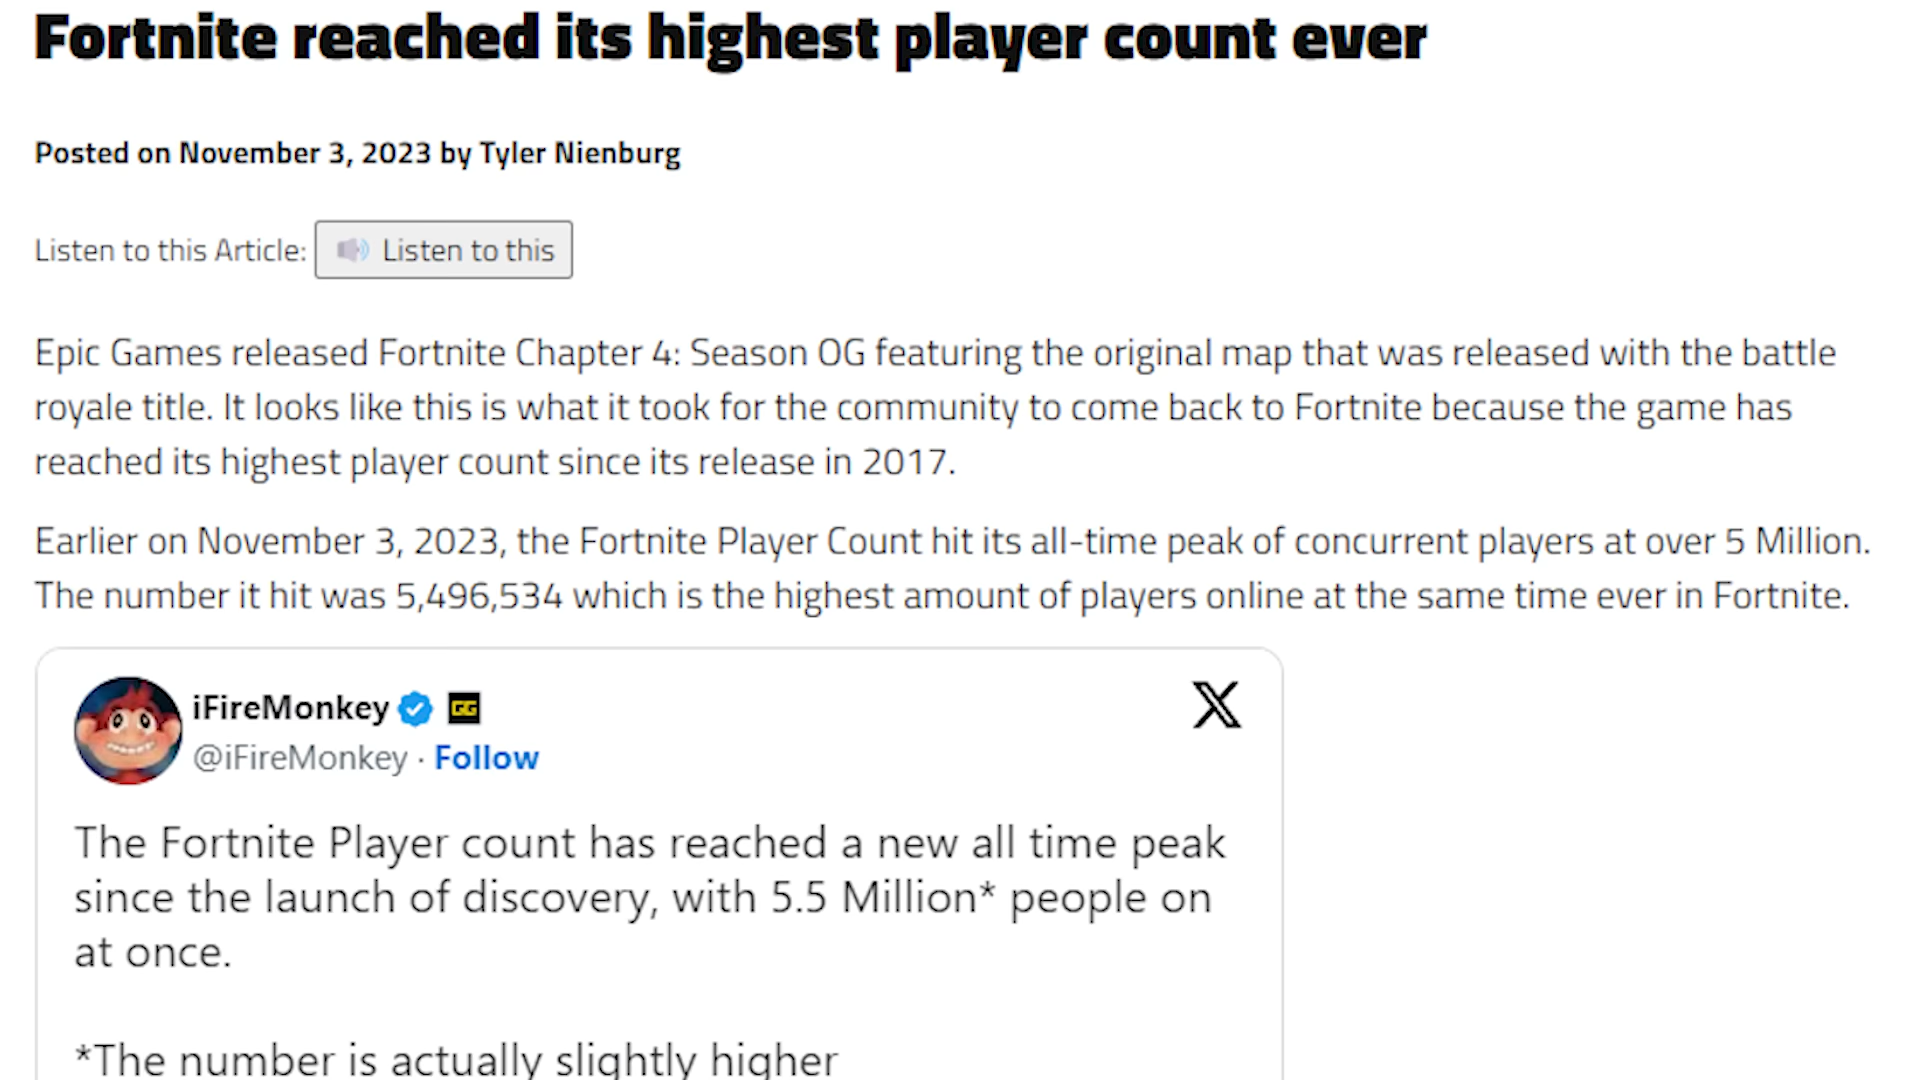 Fortnite reached its highest player count ever
Posted on November 3, 2023 by Tyler Nienburg
Listen to this Article: Listen to this
Epic Games released Fortnite Chapter 4: Season OG featuring the original map that was released with the battle
royale title. It looks like this is what it took for the community to come back to Fortnite because the game has
reached its highest player count since its release in 2017.
Earlier on November 3, 2023, the Fortnite Player Count hit its all-time peak of concurrent players at over 5 Million.
The number it hit was 5,496,534 which is the highest amount of players online at the same time ever in Fortnite.
iFireMonkey GG
@iFireMonkey · Follow
The Fortnite Player count has reached a new all time peak
since the launch of discovery, with 5.5 Million* people on
at once.
*The number is actually slightly higher